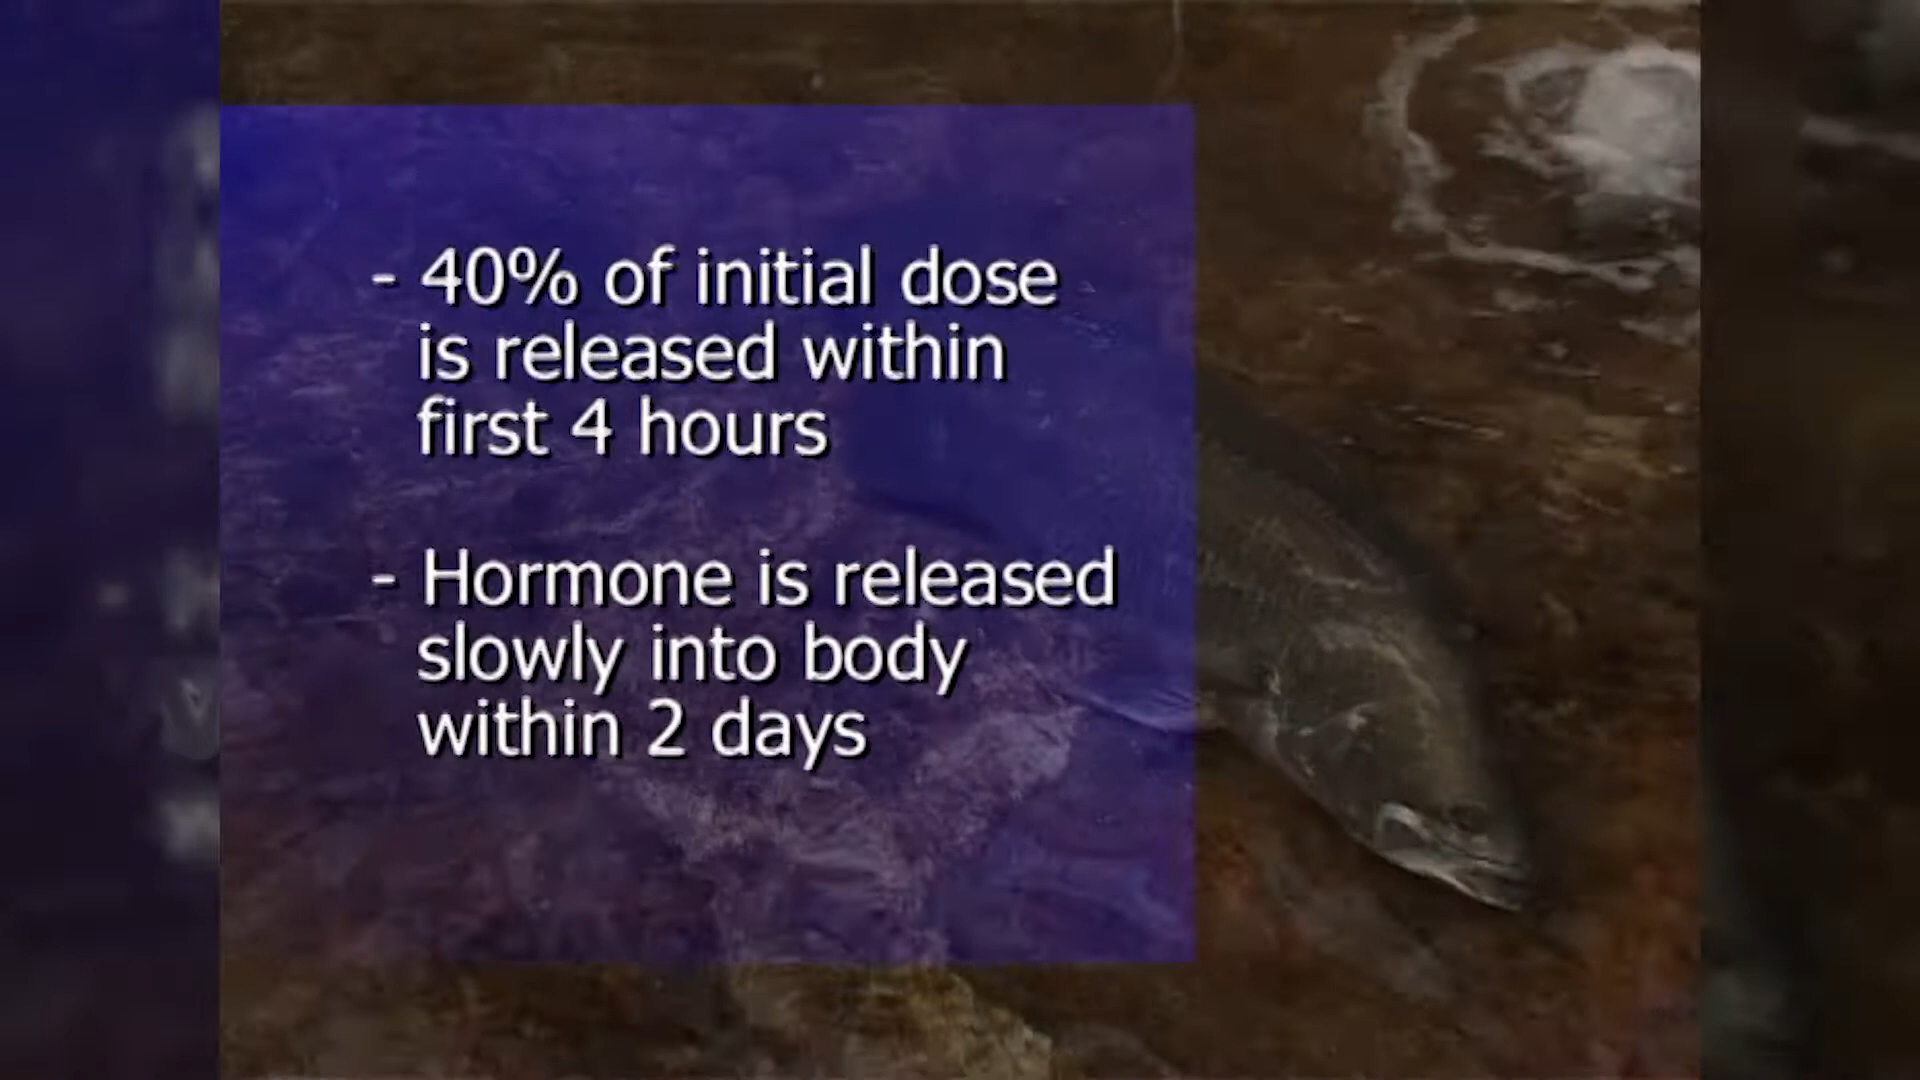 - 40% of initial dose
is released within
first 4 hours
- Hormone is released
slowly into body
within 2 days